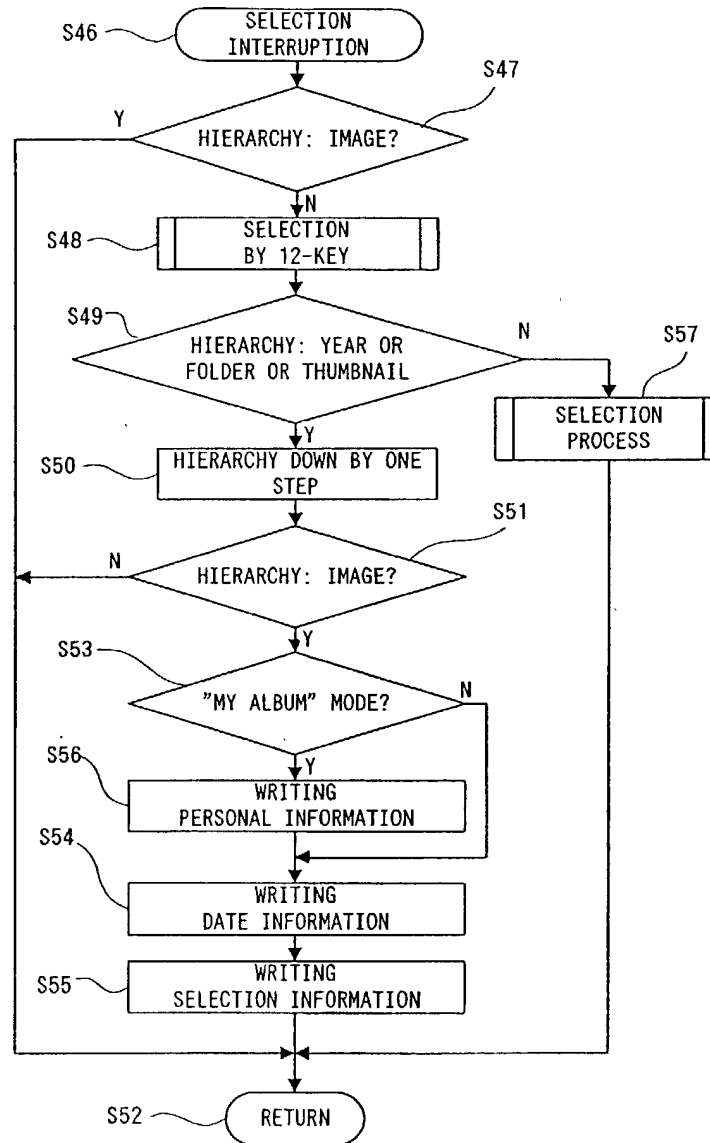 S46
SELECTION
INTERRUPTION
S47
Y
HIERARCHY: IMAGE?
N
S48
SELECTION
BY 12-KEY
S49
HIERARCHY: YEAR OR
FOLDER OR THUMBNAIL
N
S57
SELECTION
PROCESS
Y
S50
HIERARCHY DOWN BY ONE
STEP
S51
N
HIERARCHY: IMAGE?
Y
S53
"MY ALBUM" MODE?
N
S56
Y
WRITING
PERSONAL INFORMATION
S54
WRITING
DATE INFORMATION
S55
WRITING
SELECTION INFORMATION
S52
RETURN